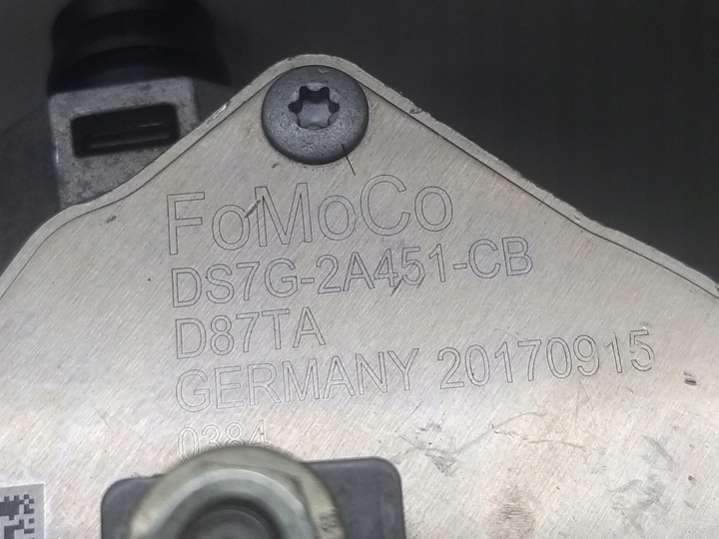 FoMoCo
DS7G-2A451-CB
D87TA
GERMANY 20170915
0384